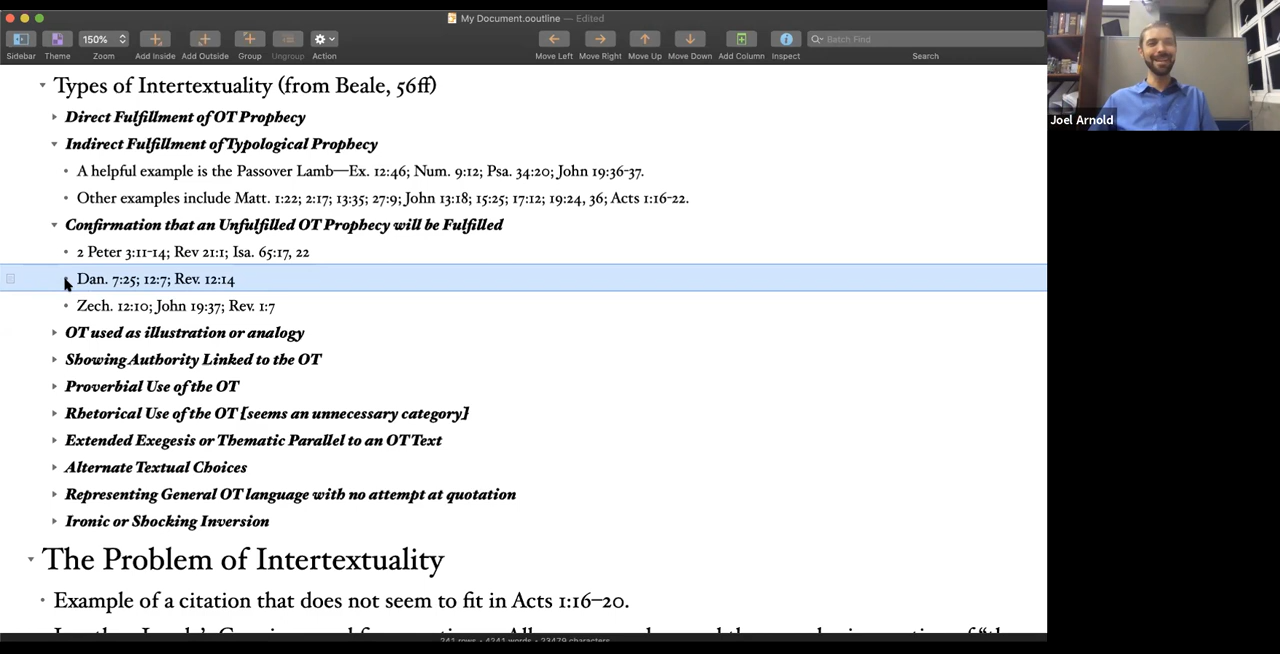 My Document.ooutline — Edited
150%
Sidebar Theme Zoom Add Inside Add Outside Group Ungroup Action Move Left Move Right Move Up Move Down Add Column Inspect Search
Batch Find
Joel Arnold
Types of Intertextuality (from Beale, 56ff)
Direct Fulfillment of OT Prophecy
Indirect Fulfillment of Typological Prophecy
A helpful example is the Passover Lamb—Ex. 12:46; Num. 9:12; Psa. 34:20; John 19:36-37.
Other examples include Matt. 1:22; 2:17; 13:35; 27:9; John 13:18; 15:25; 17:12; 19:24, 36; Acts 1:16-22.
Confirmation that an Unfulfilled OT Prophecy will be Fulfilled
2 Peter 3:11-14; Rev 21:1; Isa. 65:17, 22
Dan. 7:25; 12:7; Rev. 12:14
Zech. 12:10; John 19:37; Rev. 1:7
OT used as illustration or analogy
Showing Authority Linked to the OT
Proverbial Use of the OT
Rhetorical Use of the OT [seems an unnecessary category]
Extended Exegesis or Thematic Parallel to an OT Text
Alternate Textual Choices
Representing General OT language with no attempt at quotation
Ironic or Shocking Inversion
The Problem of Intertextuality
Example of a citation that does not seem to fit in Acts 1:16–20.